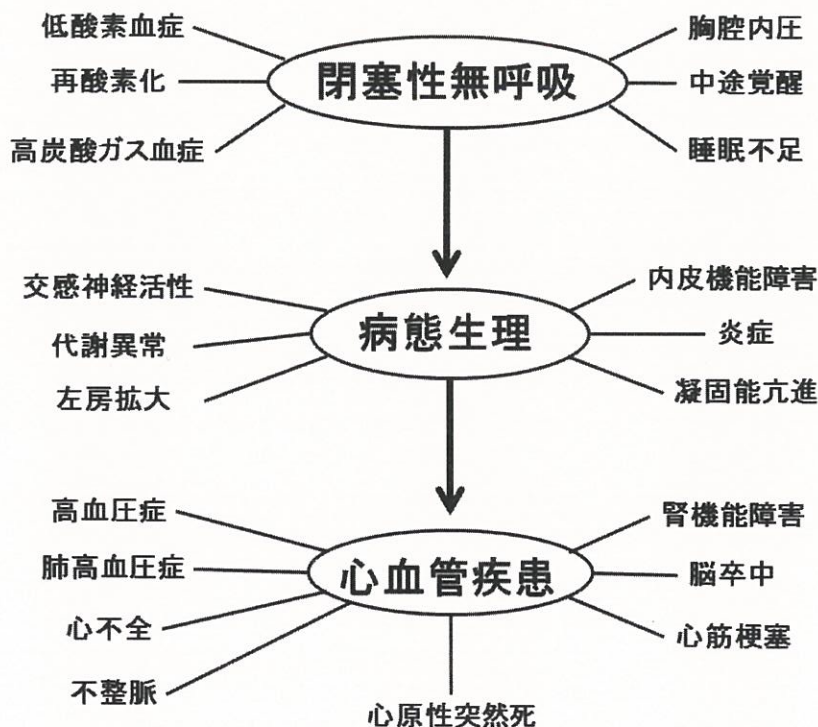 低酸素血症
再酸素化
高炭酸ガス血症
閉塞性無呼吸
胸腔内圧
中途覚醒
睡眠不足
交感神経活性
代謝異常
左房拡大
病態生理
内皮機能障害
炎症
凝固能亢進
高血圧症
肺高血圧症
心不全
不整脈
心血管疾患
腎機能障害
脳卒中
心筋梗塞
心原性突然死